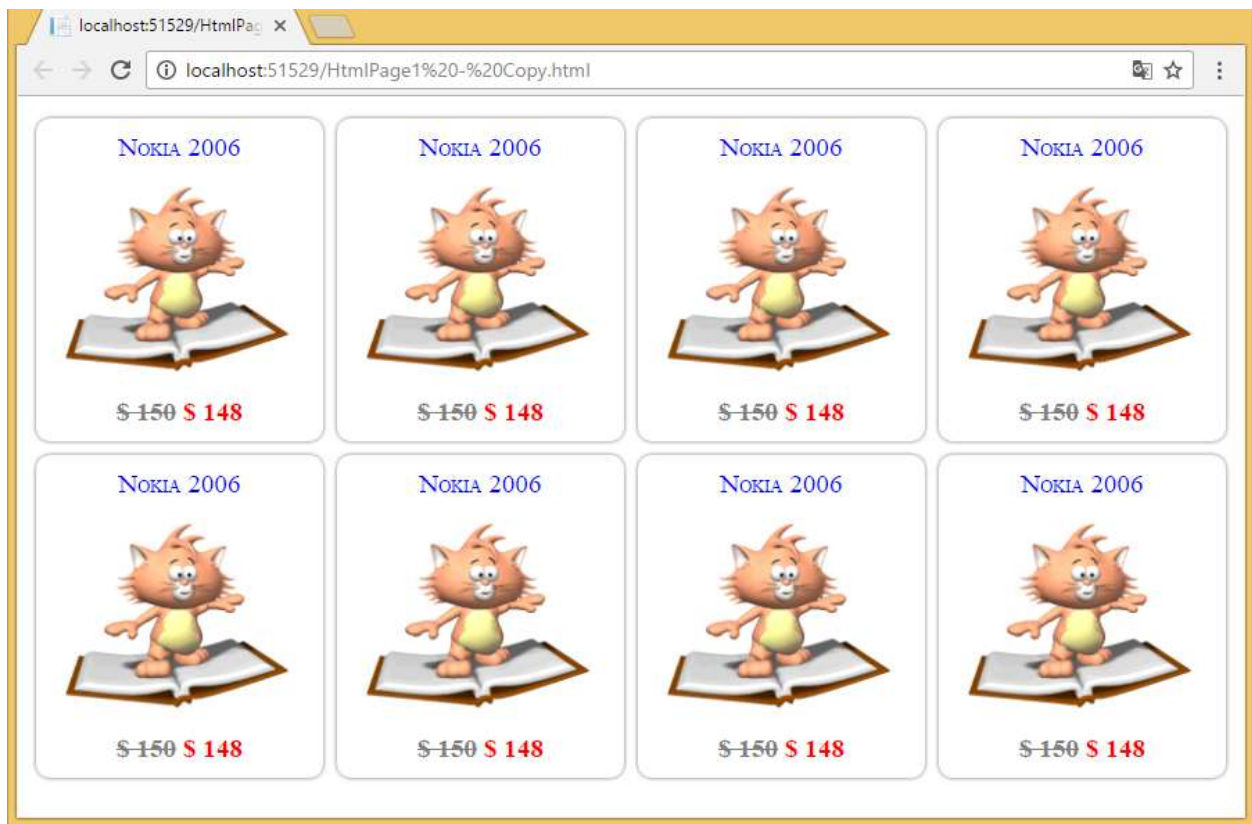 localhost:51529/HtmlPag
localhost:51529/HtmlPage1%20-%20Copy.html
Nokia 2006 Nokia 2006 Nokia 2006 Nokia 2006
$ 150 $ 148 $ 150 $ 148 $ 150 $ 148 $ 150 $ 148
Nokia 2006 Nokia 2006 Nokia 2006 Nokia 2006
$ 150 $ 148 $ 150 $ 148 $ 150 $ 148 $ 150 $ 148